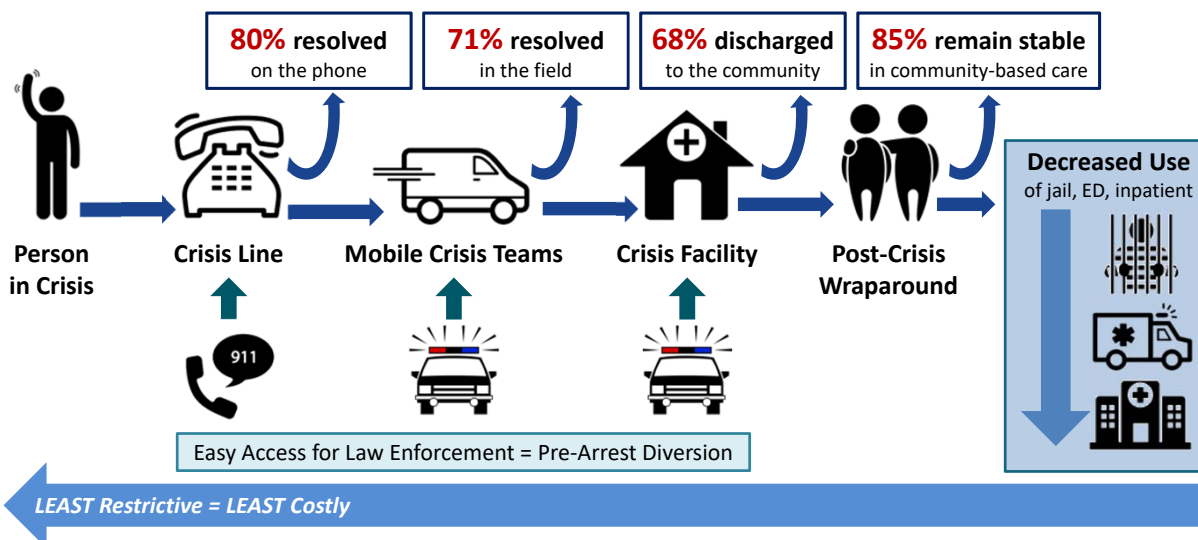 80% resolved
on the phone
71% resolved
in the field
68% discharged
to the community
85% remain stable
in community-based care
Person
in Crisis
Crisis Line
Mobile Crisis Teams
Crisis Facility
Post-Crisis
Wraparound
Decreased Use
of jail, ED, inpatient
911
Easy Access for Law Enforcement = Pre-Arrest Diversion
LEAST Restrictive = LEAST Costly